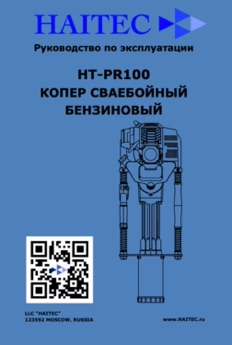 HAITEC
Руководство по эксплуатации
HT-PR100
КОПЕР СВАЕБОЙНЫЙ
БЕНЗИНОВЫЙ
LLC "HAITEC"
123592 MOSCOW, RUSSIA
www.HAITEC.ru